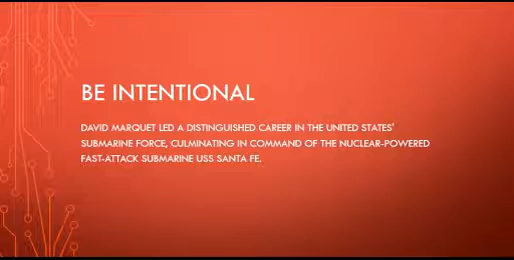 BE INTENTIONAL
DAVID MARQUET LED A DISTINGUISHED CAREER IN THE UNITED STATES'
SUBMARINE FORCE, CULMINATING IN COMMAND OF THE NUCLEAR-POWERED
FAST-ATTACK SUBMARINE USS SANTA FE.